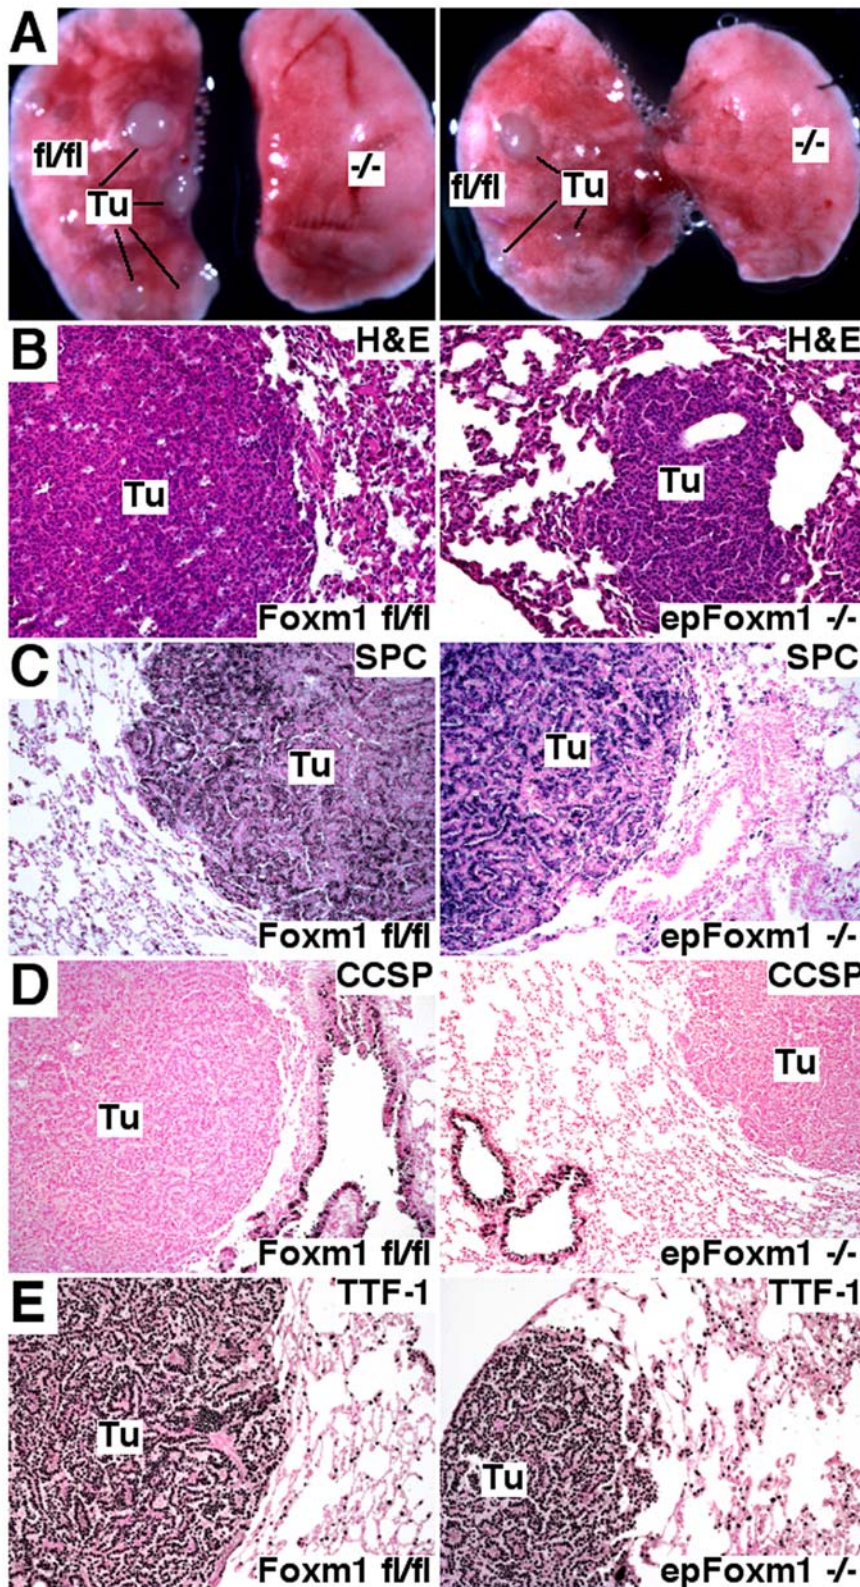 A
fl/fl
-/-
Tu
fl/fl
-/-
Tu
B
H&E
H&E
Tu
Tu
Foxm1 fl/fl
epFoxm1 -/-
C
SPC
SPC
Tu
Tu
Foxm1 fl/fl
epFoxm1 -/-
D
CCSP
CCSP
Tu
Tu
Foxm1 fl/fl
epFoxm1 -/-
E
TTF-1
TTF-1
Tu
Tu
Foxm1 fl/fl
epFoxm1 -/-